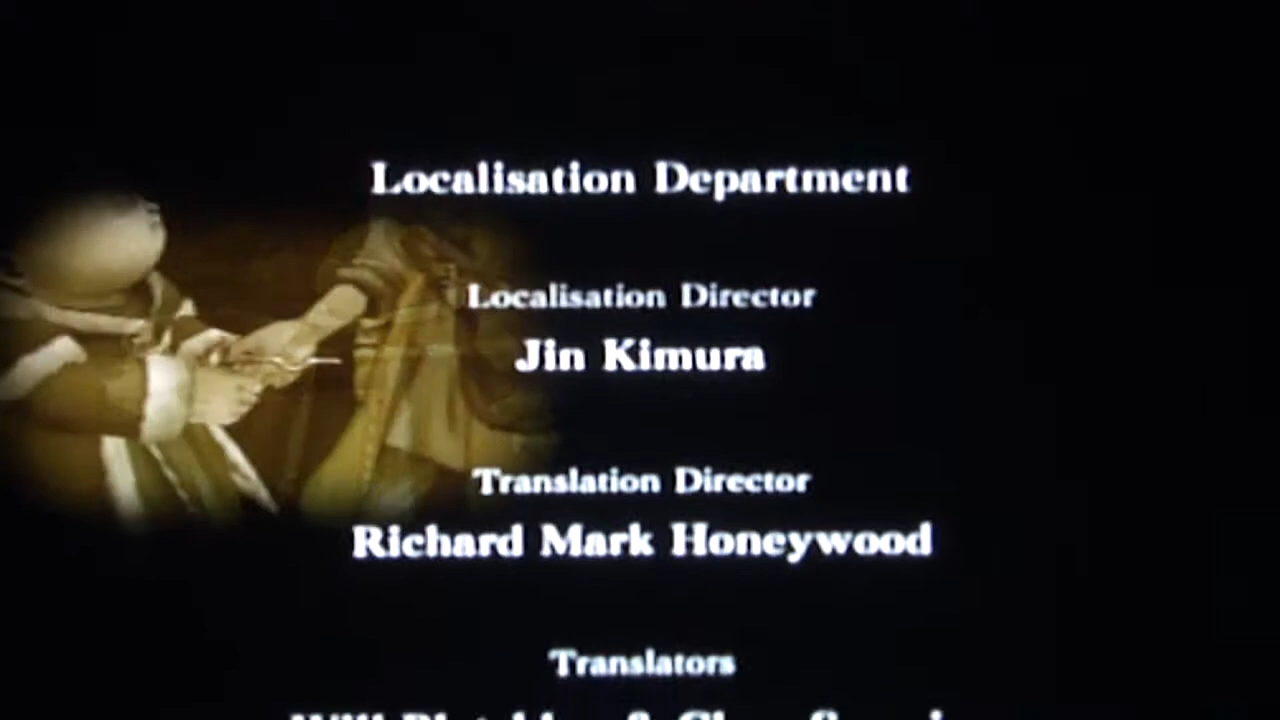 Localisation Department
Localisation Director
Jin Kimura
Translation Director
Richard Mark Honeywood
Translators